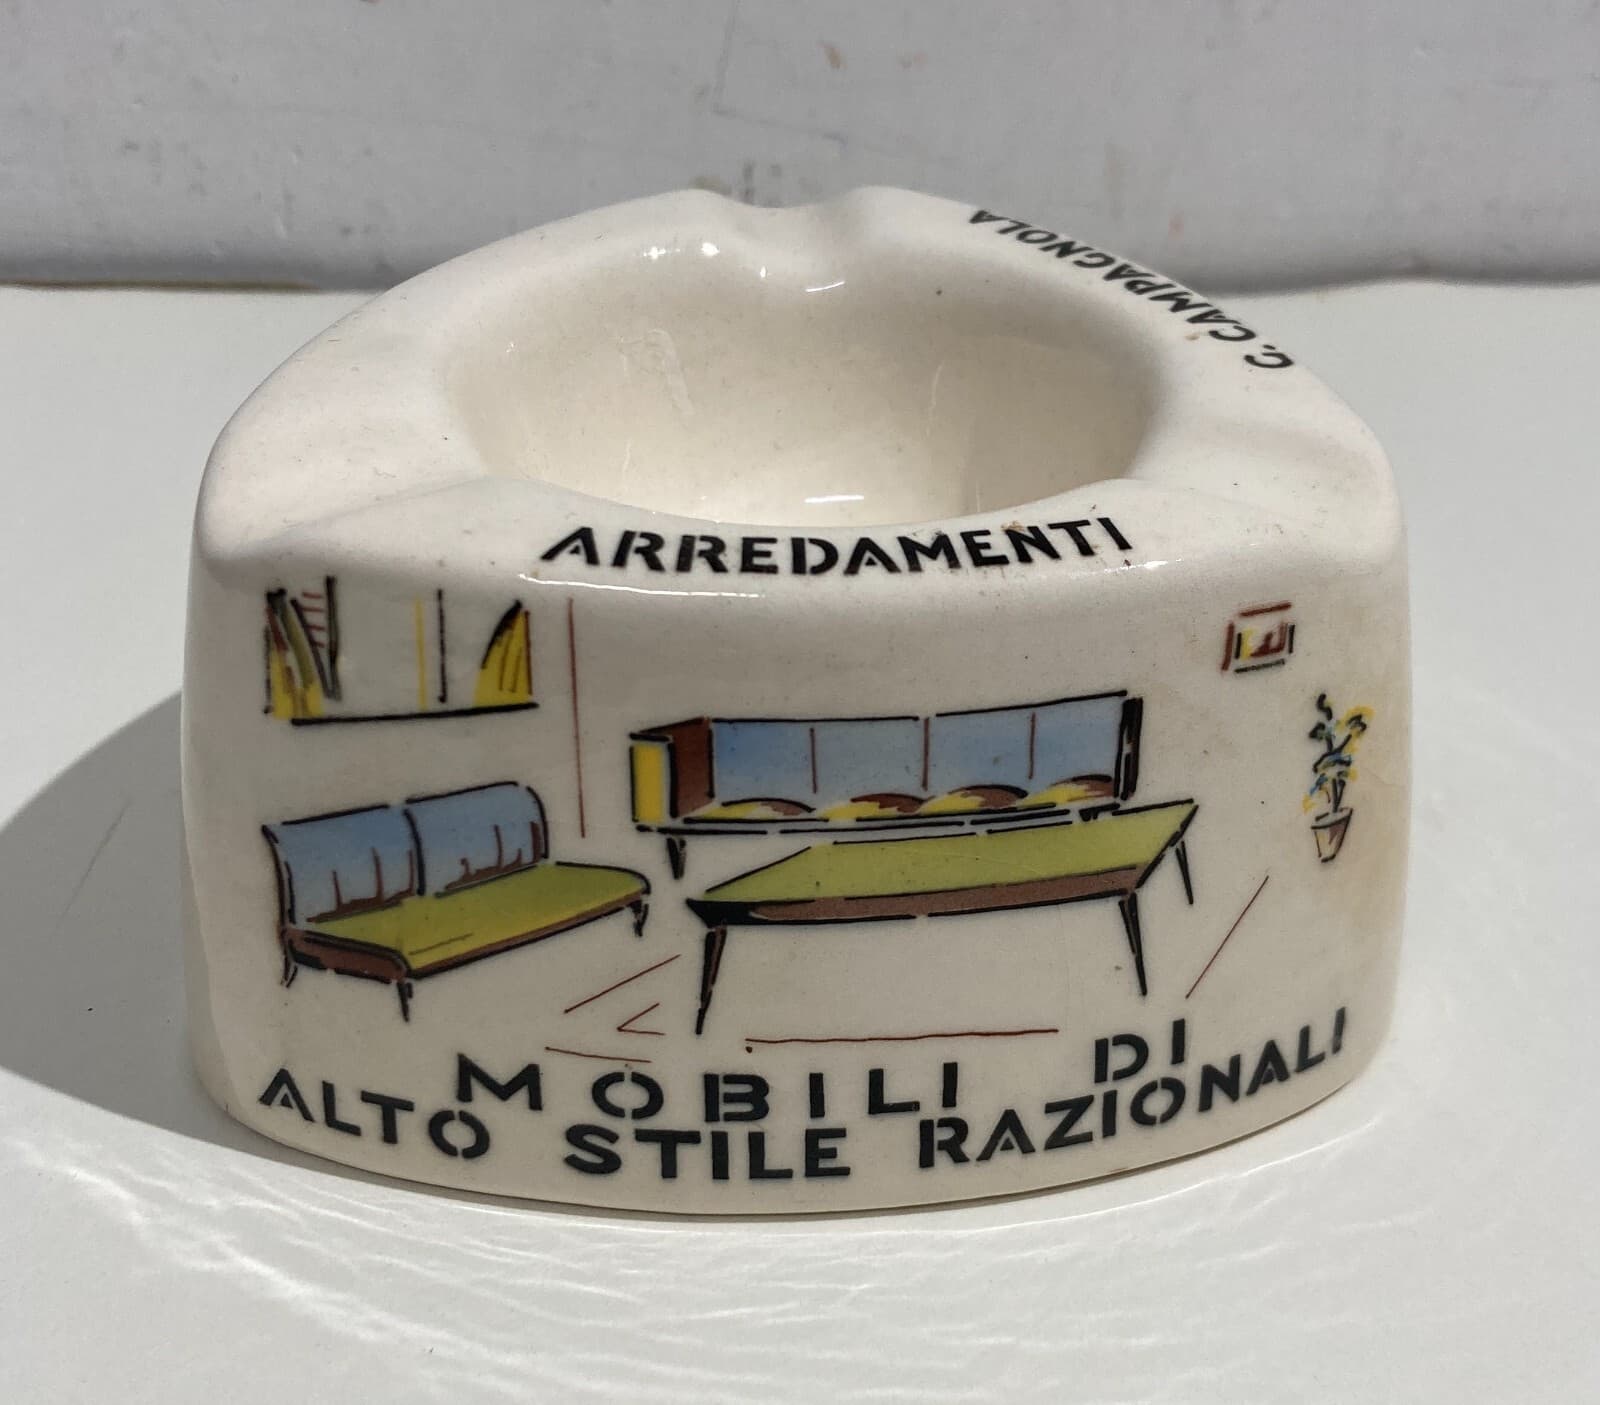 G. CAMPAGNOLA
ARREDAMENTI
MOBILI DI
ALTO STILE RAZIONALI